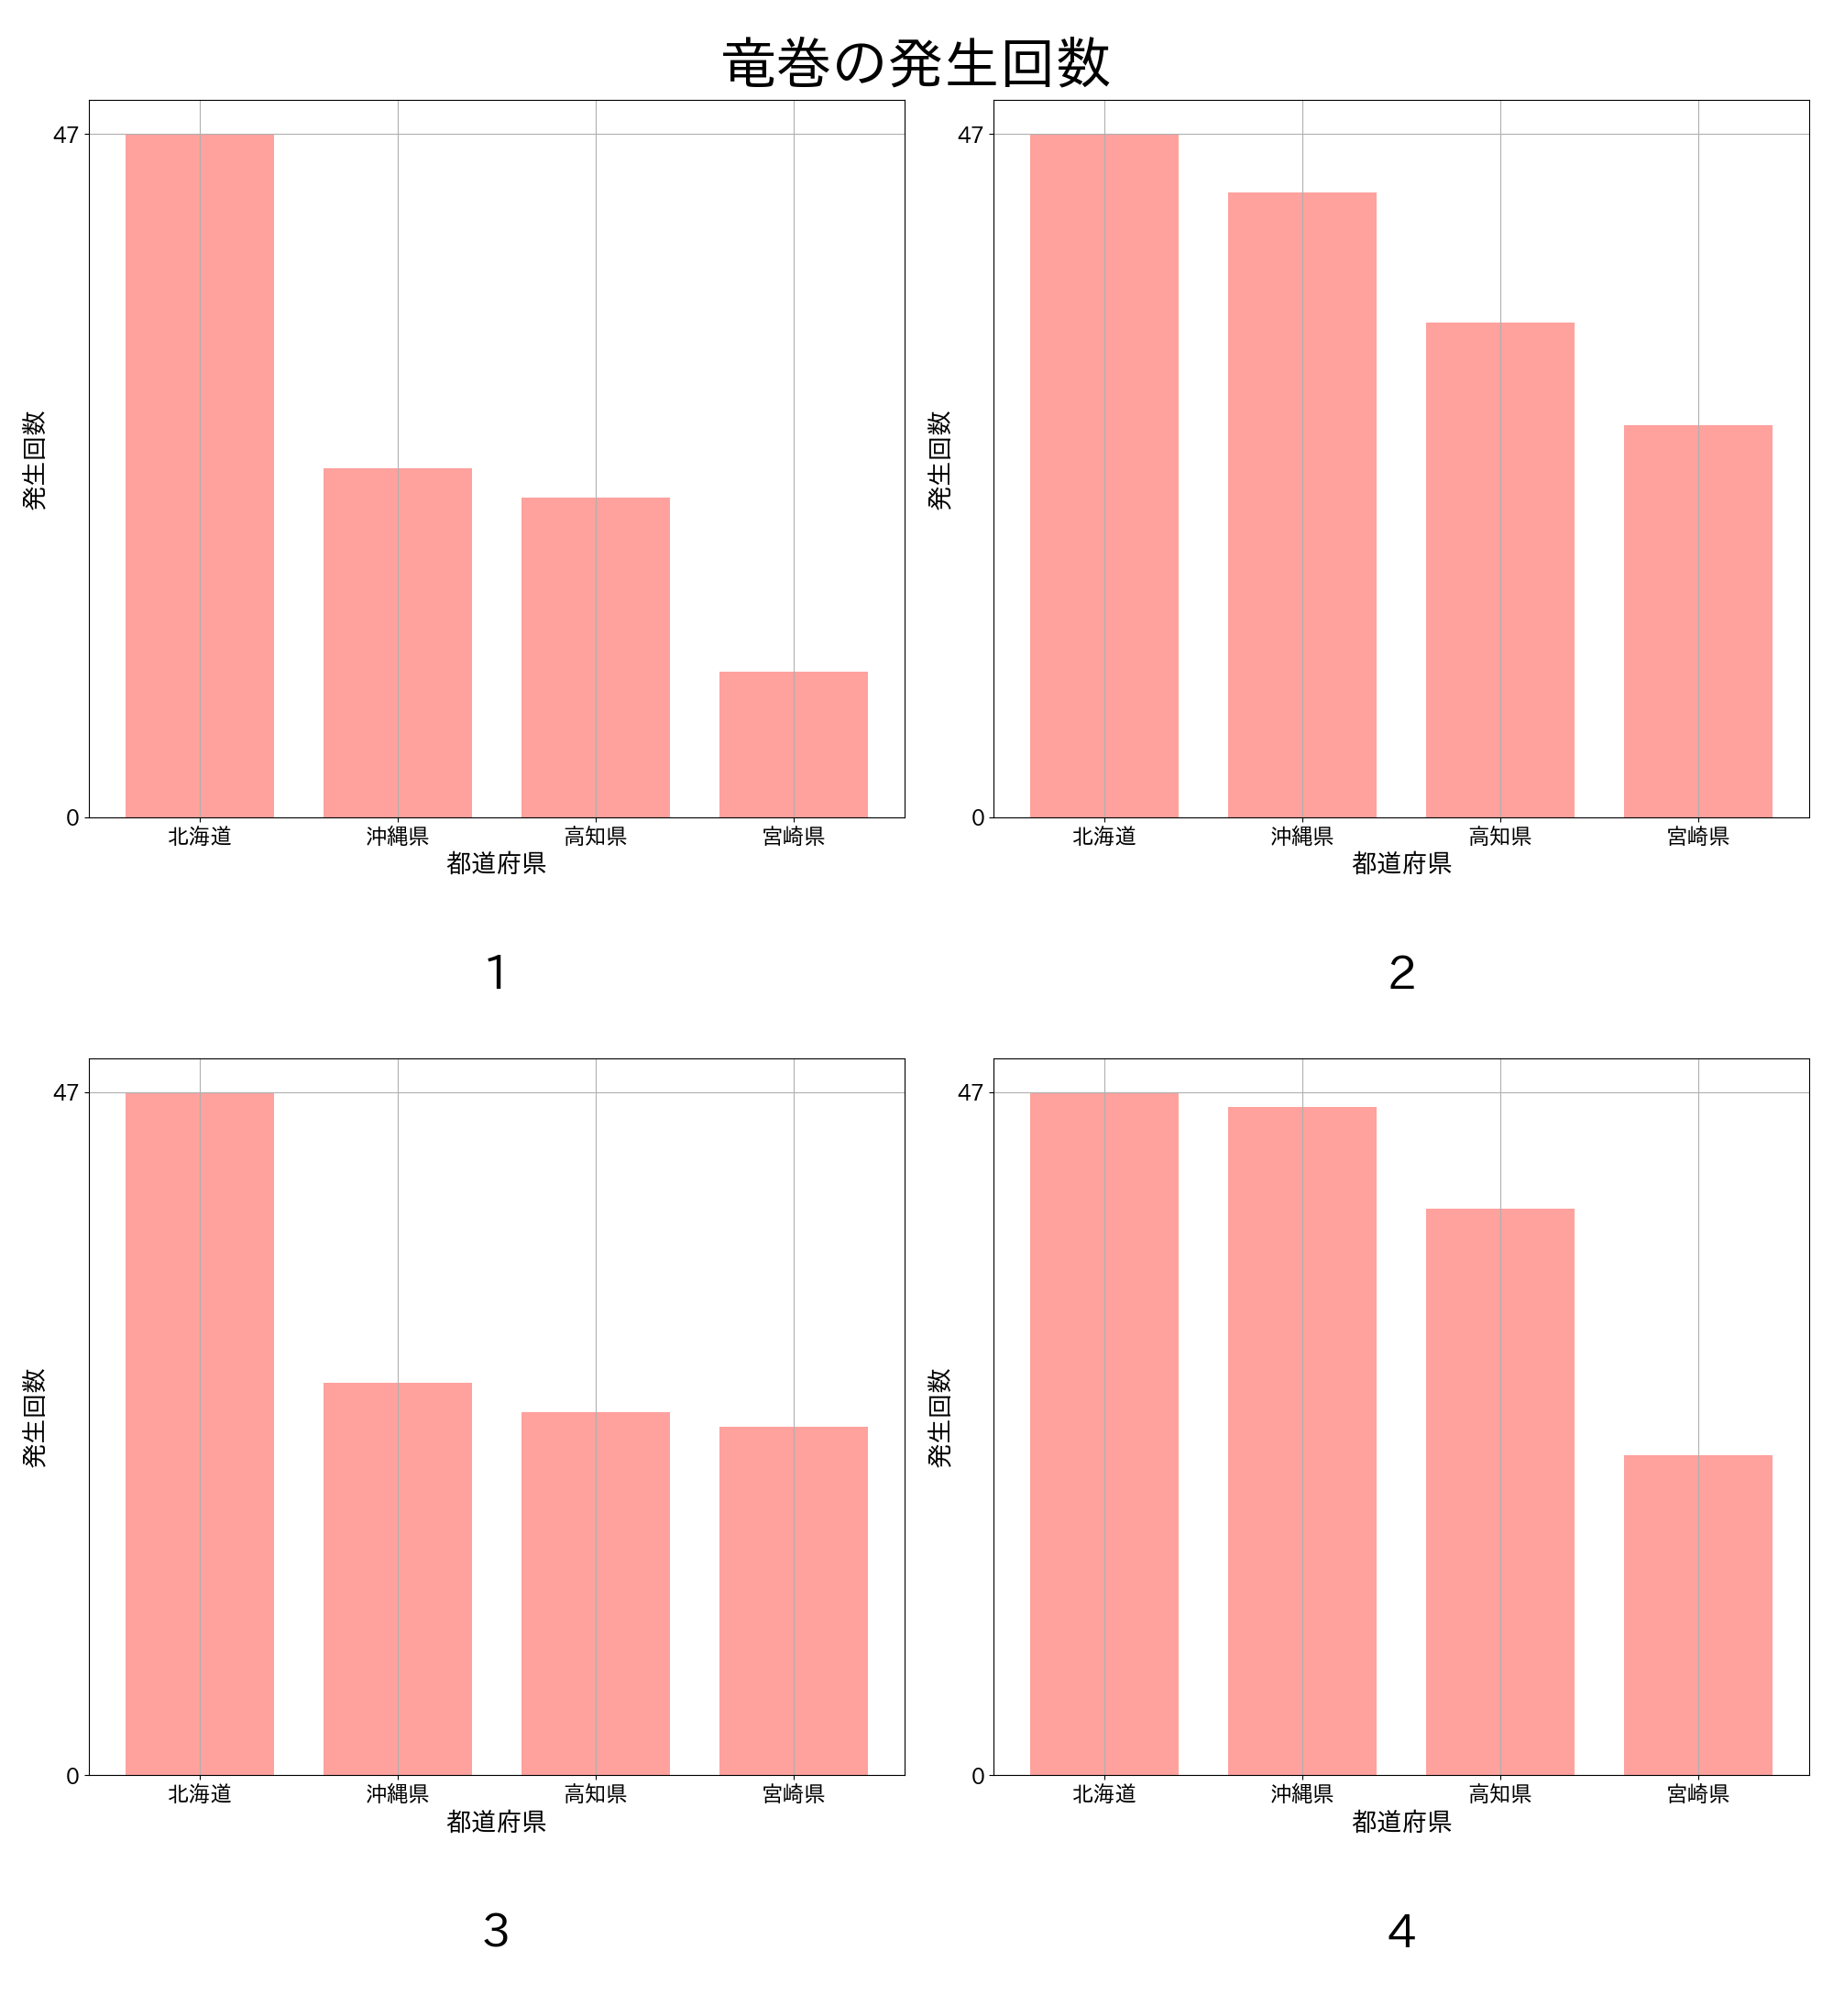 竜巻の発生回数
47
0
発生回数
北海道 沖縄県 高知県 宮崎県
都道府県
1
47
0
発生回数
北海道 沖縄県 高知県 宮崎県
都道府県
2
47
0
発生回数
北海道 沖縄県 高知県 宮崎県
都道府県
3
47
0
発生回数
北海道 沖縄県 高知県 宮崎県
都道府県
4